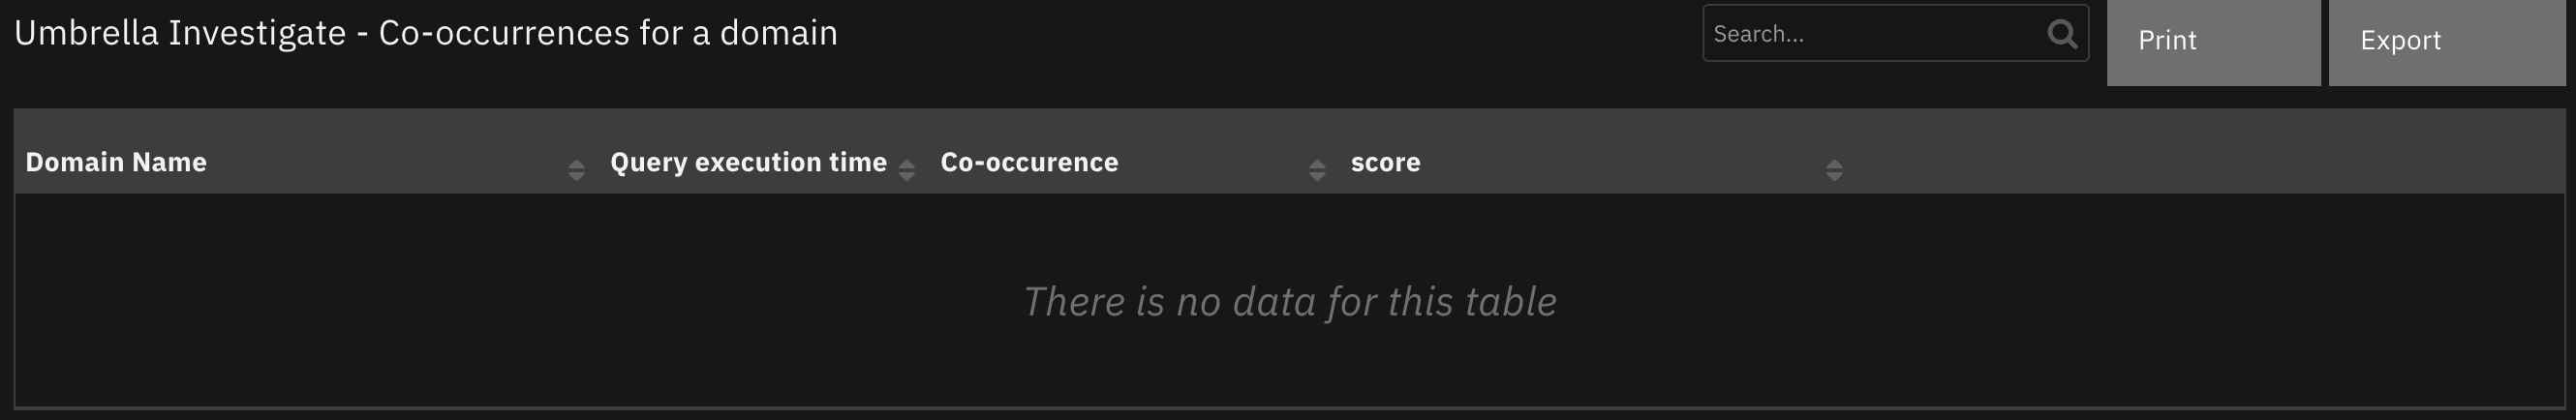 Umbrella Investigate - Co-occurrences for a domain
Search...
Print
Export
Domain Name
Query execution time
Co-occurence
score
There is no data for this table